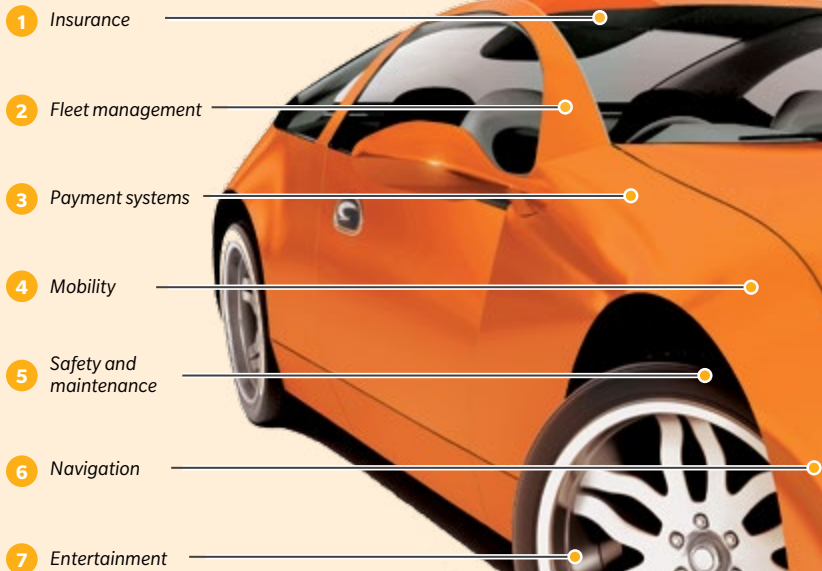 1 Insurance
2 Fleet management
3 Payment systems
4 Mobility
5 Safety and
maintenance
6 Navigation
7 Entertainment